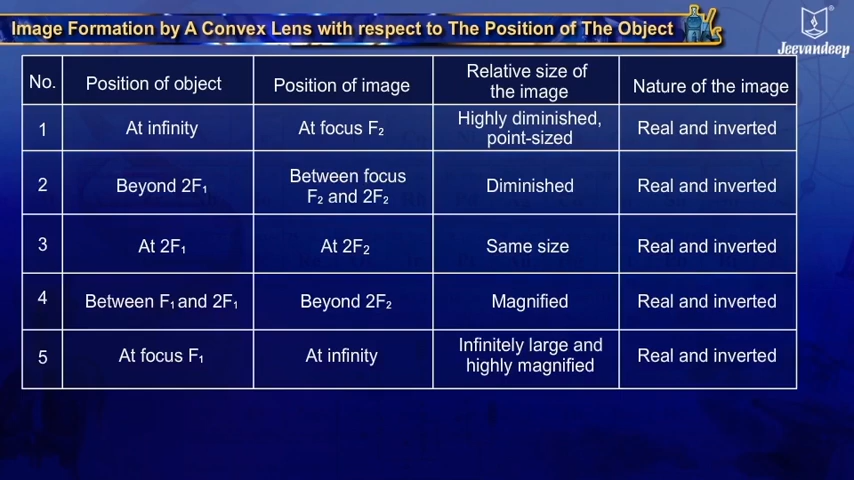 Image Formation by A Convex Lens with respect to The Position of The Object
Jeevandeep
No. Position of object Position of image Relative size of the image Nature of the image
1 At infinity At focus F₂ Highly diminished, point-sized Real and inverted
2 Beyond 2F₁ Between focus F₂ and 2F₂ Diminished Real and inverted
3 At 2F₁ At 2F₂ Same size Real and inverted
4 Between F₁ and 2F₁ Beyond 2F₂ Magnified Real and inverted
5 At focus F₁ At infinity Infinitely large and highly magnified Real and inverted